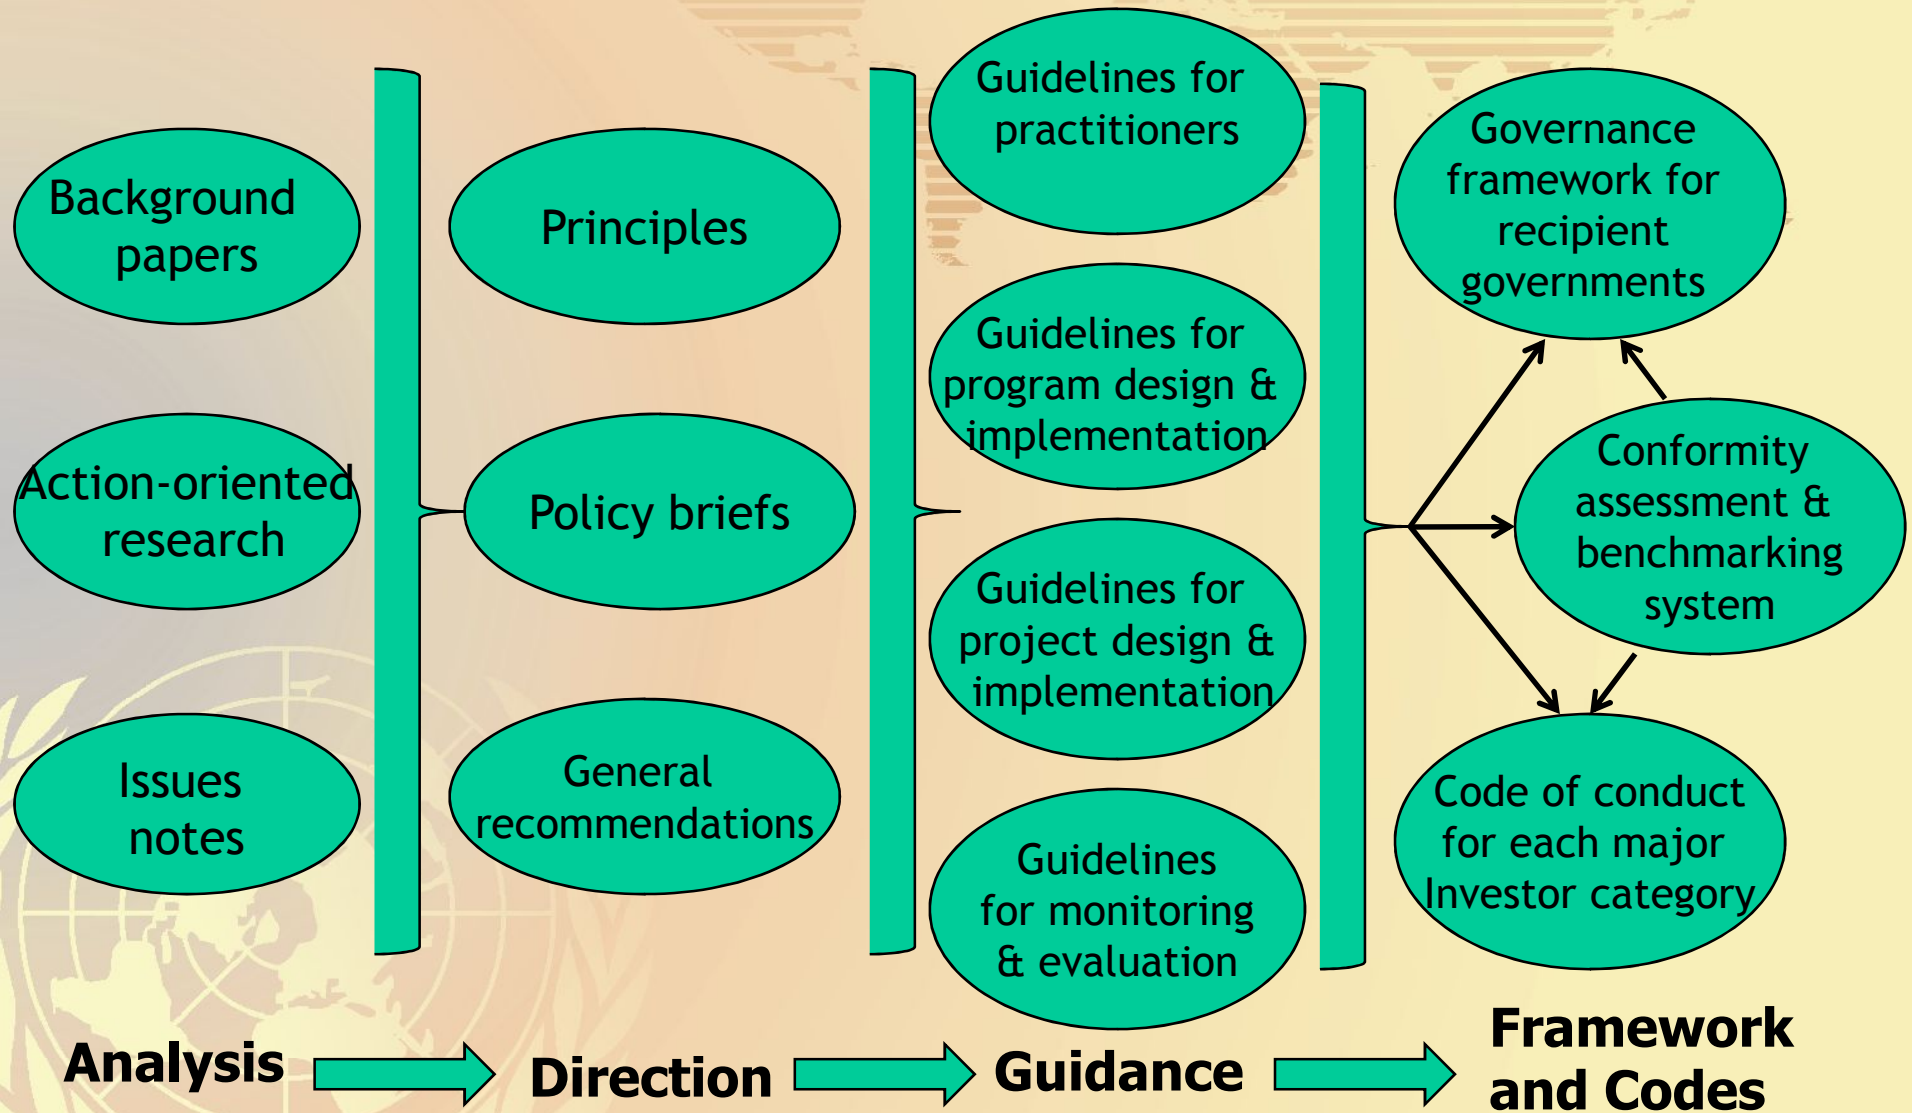 Background
papers
Action-oriented
research
Issues
notes
Principles
Policy briefs
General
recommendations
Guidelines for
practitioners
Guidelines for
program design &
implementation
Guidelines for
project design &
implementation
Guidelines
for monitoring
& evaluation
Governance
framework for
recipient
governments
Conformity
assessment &
benchmarking
system
Code of conduct
for each major
Investor category
Analysis
Direction
Guidance
Framework
and Codes